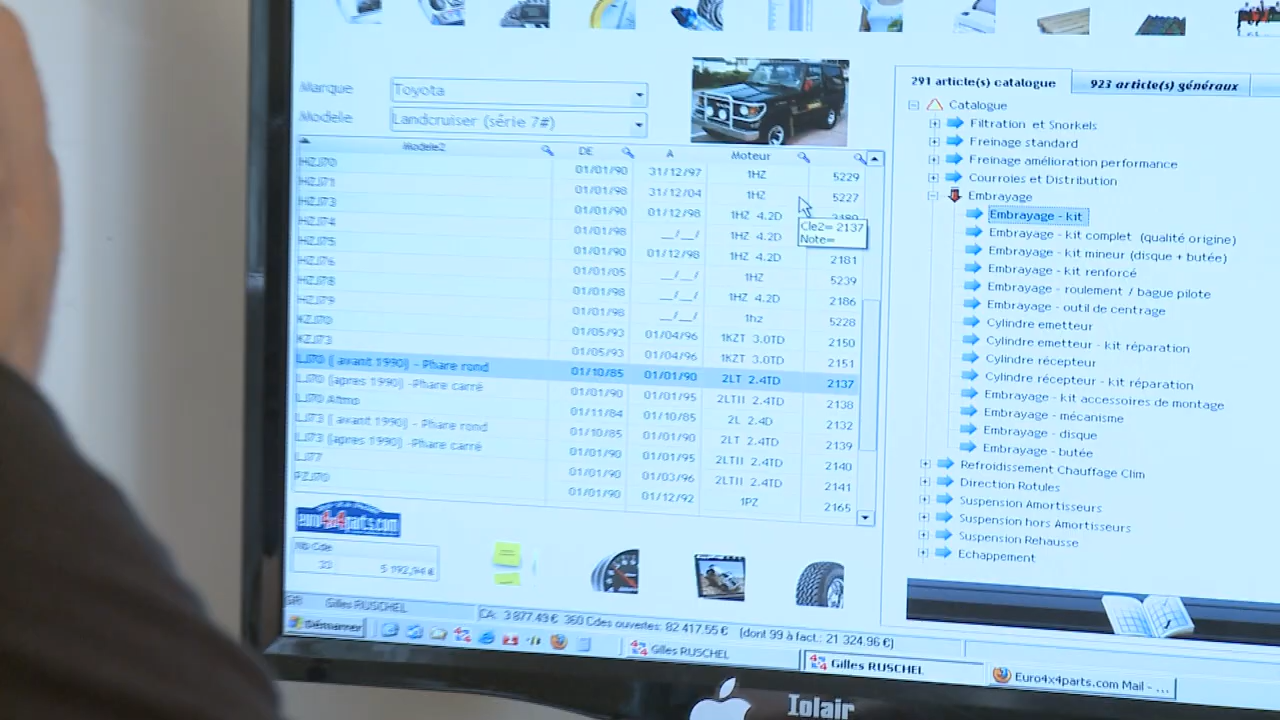 Marque Toyota
Modele Landcruiser (série 7#)
Modèle2 DE A Moteur
HZJ70 01/01/90 31/12/97 1HZ 5229
HZJ71 01/01/98 31/12/04 1HZ 5227
HZJ73 01/01/90 01/12/98 1HZ 4.2D
HZJ74 01/01/98 __/__/ 1HZ 4.2D
HZJ75 01/01/90 01/12/98 1HZ 4.2D 2181
HZJ76 01/01/05 __/__/ 1HZ 5239
HZJ78 01/01/98 __/__/ 1HZ 4.2D 2186
HZJ79 01/01/98 __/__/ 1hz 5228
KZJ70 01/05/93 01/04/96 1KZT 3.0TD 2150
KZJ73 01/05/93 01/04/96 1KZT 3.0TD 2151
LJ70 ( avant 1990) - Phare rond 01/10/85 01/01/90 2LT 2.4TD 2137
LJ70 (apres 1990) -Phare carré 01/01/90 01/01/95 2LTII 2.4TD 2138
LJ70 Atmo 01/11/84 01/10/85 2L 2.4D 2132
LJ73 ( avant 1990) - Phare rond 01/10/85 01/01/90 2LT 2.4TD 2139
LJ73 (apres 1990) -Phare carré 01/01/90 01/01/95 2LTII 2.4TD 2140
LJ77 01/01/90 01/03/96 2LTII 2.4TD 2141
PZJ70 01/01/90 01/12/92 1PZ 2165
Cle2= 2137
Note=
euro4x4parts.com
Nb Cde
5 192,94 €
Gilles RUSCHEL CA: 3 877.49 € 360 Cdes ouvertes: 82 417.55 € (dont 99 à fact.: 21 324.96 €)
291 article(s) catalogue 923 article(s) généraux
Catalogue
Filtration et Snorkels
Freinage standard
Freinage amélioration performance
Courroies et Distribution
Embrayage
Embrayage - kit
Embrayage - kit complet (qualité origine)
Embrayage - kit mineur (disque + butée)
Embrayage - kit renforcé
Embrayage - roulement / bague pilote
Embrayage - outil de centrage
Cylindre emetteur
Cylindre emetteur - kit réparation
Cylindre récepteur
Cylindre récepteur - kit réparation
Embrayage - kit accessoires de montage
Embrayage - mécanisme
Embrayage - disque
Embrayage - butée
Refroidissement Chauffage Clim
Direction Rotules
Suspension Amortisseurs
Suspension hors Amortisseurs
Suspension Rehausse
Echappement
démarrer
Gilles RUSCHEL
Gilles RUSCHEL
Euro4x4parts.com Mail - ...
Iolair